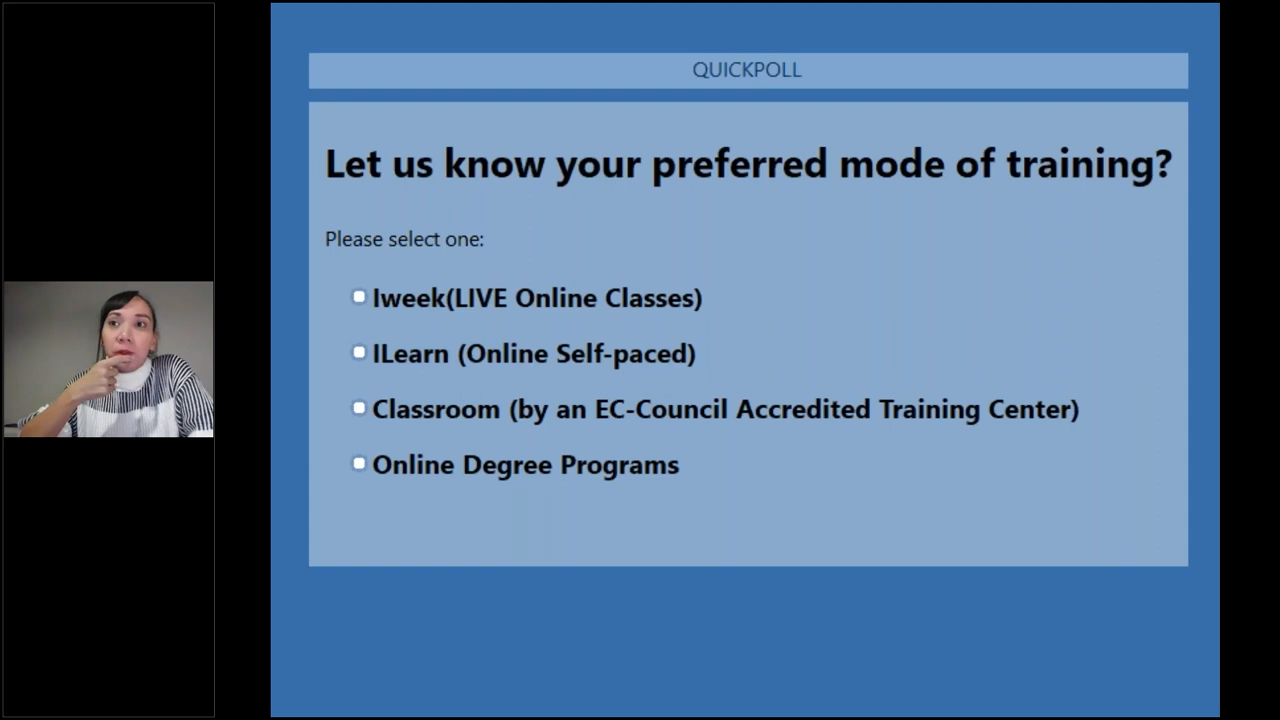 QUICKPOLL
Let us know your preferred mode of training?
Please select one:
Iweek(LIVE Online Classes)
ILearn (Online Self-paced)
Classroom (by an EC-Council Accredited Training Center)
Online Degree Programs